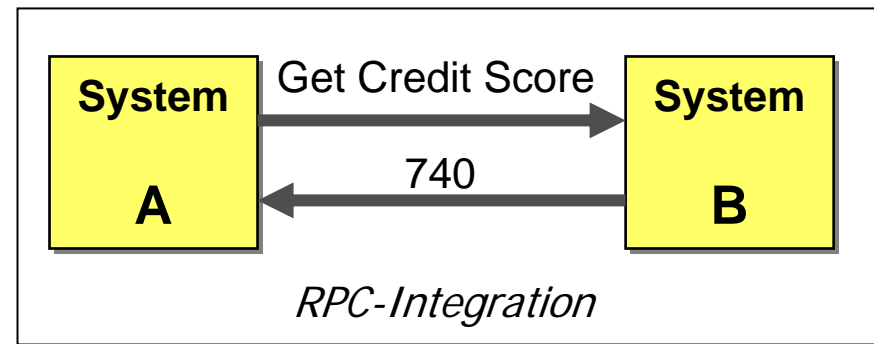 System
A
Get Credit Score
740
System
B
RPC-Integration